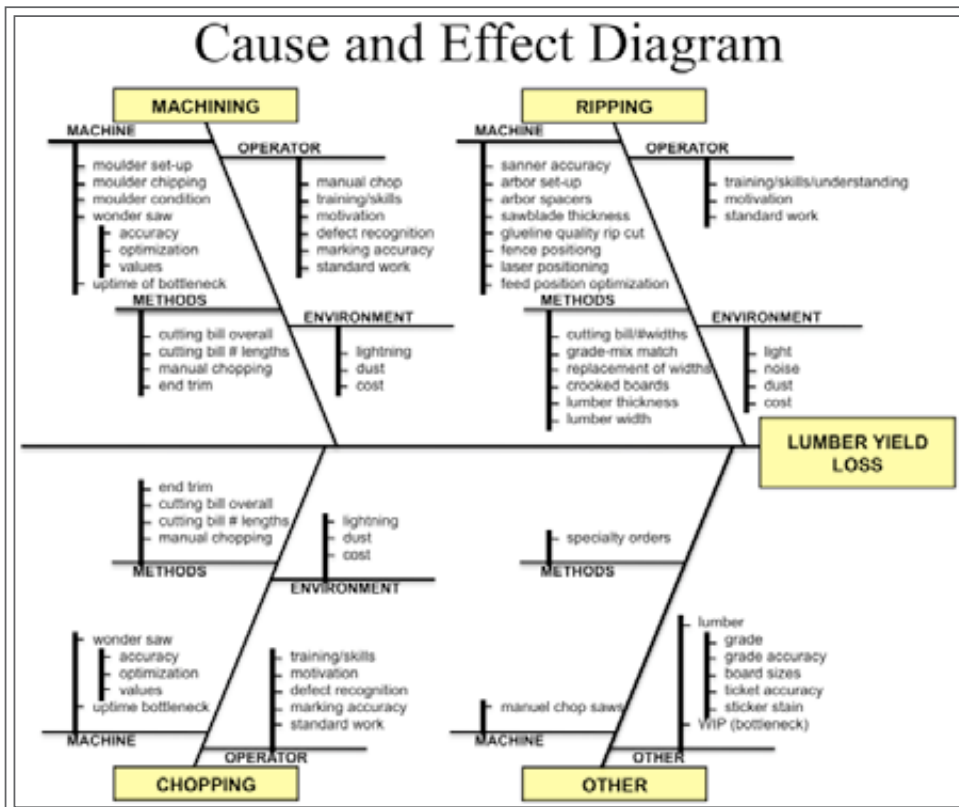 Cause and Effect Diagram
MACHINING
MACHINE
moulder set-up
moulder chipping
moulder condition
wonder saw
accuracy
optimization
values
uptime of bottleneck
OPERATOR
manual chop
training/skills
motivation
defect recognition
marking accuracy
standard work
METHODS
cutting bill overall
cutting bill # lengths
manual chopping
end trim
ENVIRONMENT
lightning
dust
cost
RIPPING
MACHINE
sanner accuracy
arbor set-up
arbor spacers
sawblade thickness
glueline quality rip cut
fence positiong
laser positioning
feed position optimization
OPERATOR
training/skills/understanding
motivation
standard work
METHODS
cutting bill/#widths
grade-mix match
replacement of widths
crooked boards
lumber thickness
lumber width
ENVIRONMENT
light
noise
dust
cost
LUMBER YIELD
LOSS
end trim
cutting bill overall
cutting bill # lengths
manual chopping
METHODS
lightning
dust
cost
ENVIRONMENT
wonder saw
accuracy
optimization
values
uptime bottleneck
MACHINE
training/skills
motivation
defect recognition
marking accuracy
standard work
OPERATOR
CHOPPING
specialty orders
METHODS
manuel chop saws
MACHINE
lumber
grade
grade accuracy
board sizes
ticket accuracy
sticker stain
WIP (bottleneck)
OTHER
OTHER